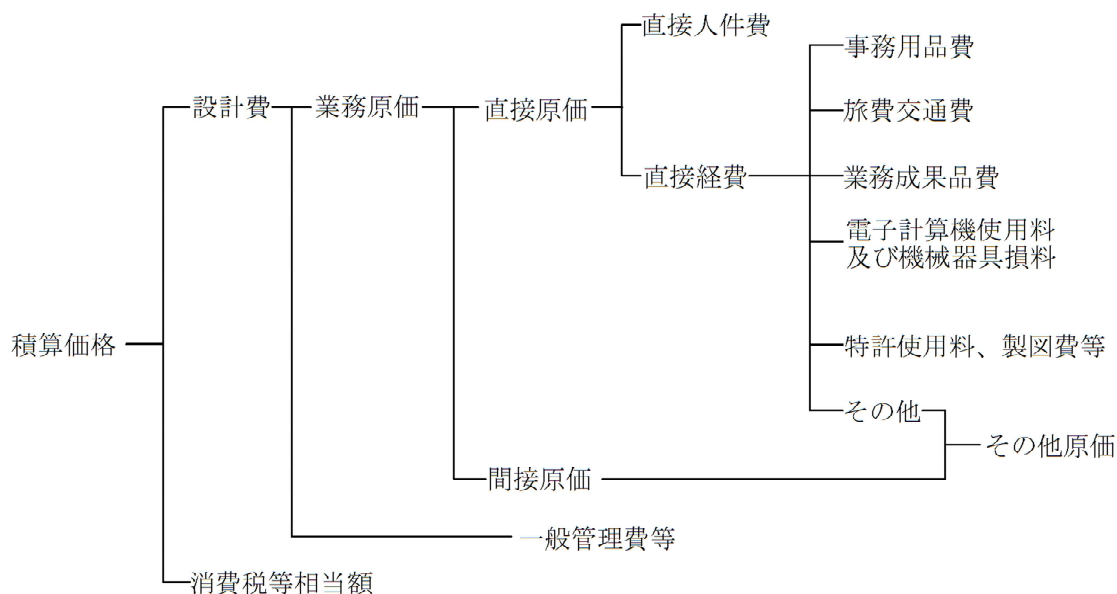 直接人件費
事務用品費
設計費
業務原価
直接原価
旅費交通費
直接経費
業務成果品費
電子計算機使用料
及び機械器具損料
積算価格
特許使用料、製図費等
その他
その他原価
間接原価
一般管理費等
消費税等相当額